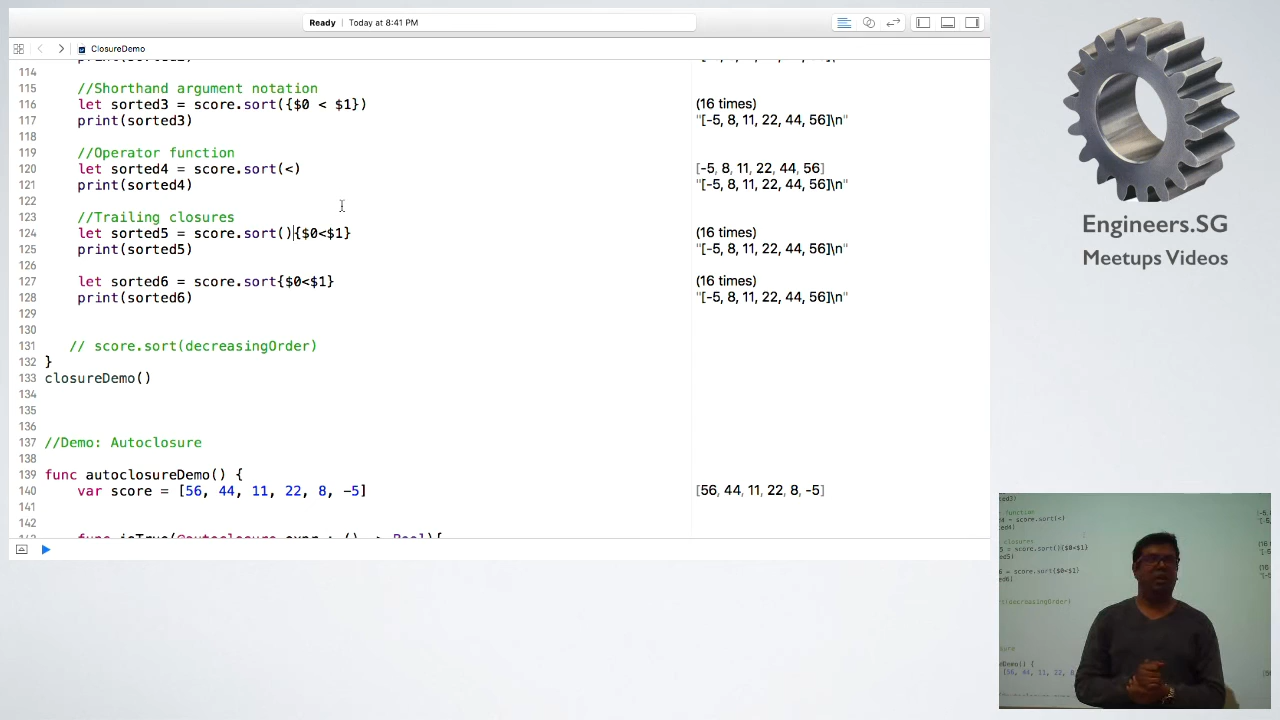 Ready | Today at 8:41 PM
ClosureDemo
114
115 //Shorthand argument notation
116 let sorted3 = score.sort({$0 < $1}) (16 times)
117 print(sorted3) "[-5, 8, 11, 22, 44, 56]\n"
118
119 //Operator function
120 let sorted4 = score.sort(<) [-5, 8, 11, 22, 44, 56]
121 print(sorted4) "[-5, 8, 11, 22, 44, 56]\n"
122
123 //Trailing closures
124 let sorted5 = score.sort(){$0<$1} (16 times)
125 print(sorted5) "[-5, 8, 11, 22, 44, 56]\n"
126
127 let sorted6 = score.sort{$0<$1} (16 times)
128 print(sorted6) "[-5, 8, 11, 22, 44, 56]\n"
129
130
131 // score.sort(decreasingOrder)
132 }
133 closureDemo()
134
135
136
137 //Demo: Autoclosure
138
139 func autoclosureDemo() {
140 var score = [56, 44, 11, 22, 8, -5] [56, 44, 11, 22, 8, -5]
141
142
Engineers.SG
Meetups Videos